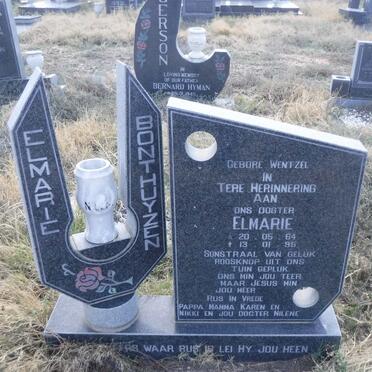 GERSON
IN
LOVING MEMORY
OF OUR FATHER
BERNARD HYMAN
ELMARIE
BONTHUYZEN
GEBORE WENTZEL
IN
TERE HERINNERING
AAN
ONS DOGTER
ELMARIE
20 . 05 . 64
13 . 01 . 95
SONSTRAAL VAN GELUK
ROOSKNOP UIT ONS
TUIN GEPLUK
ONS MIN JOU TEER
MAAR JESUS MIN
JOU MEER
RUS IN VREDE
PAPPA MAMMA KAREN EN
NIKKI EN JOU DOGTER NILENE
WAAR RUS IS LEI HY JOU HEEN